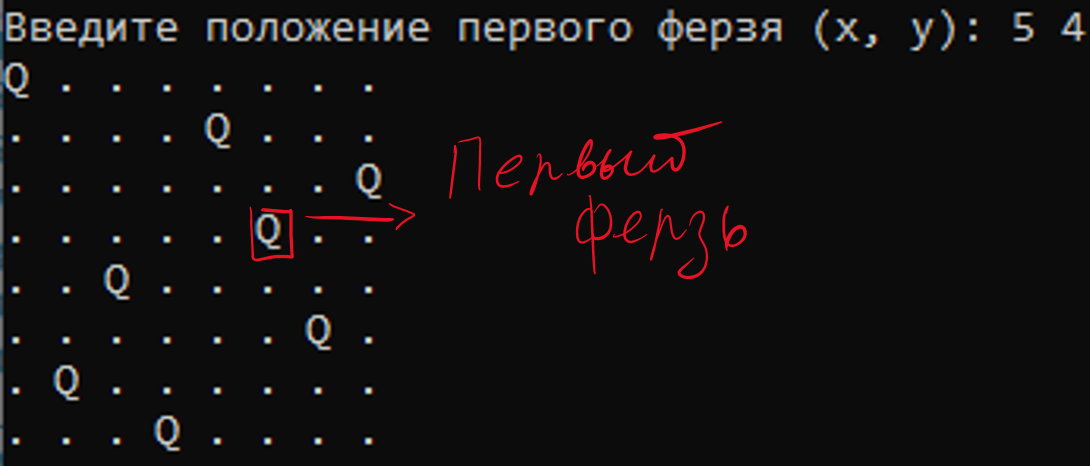 Введите положение первого ферзя (x, y): 5 4
Q . . . . . . .
. . . . Q . . .
. . . . . . . Q
. . . . . Q . .
. . Q . . . . .
. . . . . . Q .
. Q . . . . . .
. . . Q . . . .
Первый
ферзь